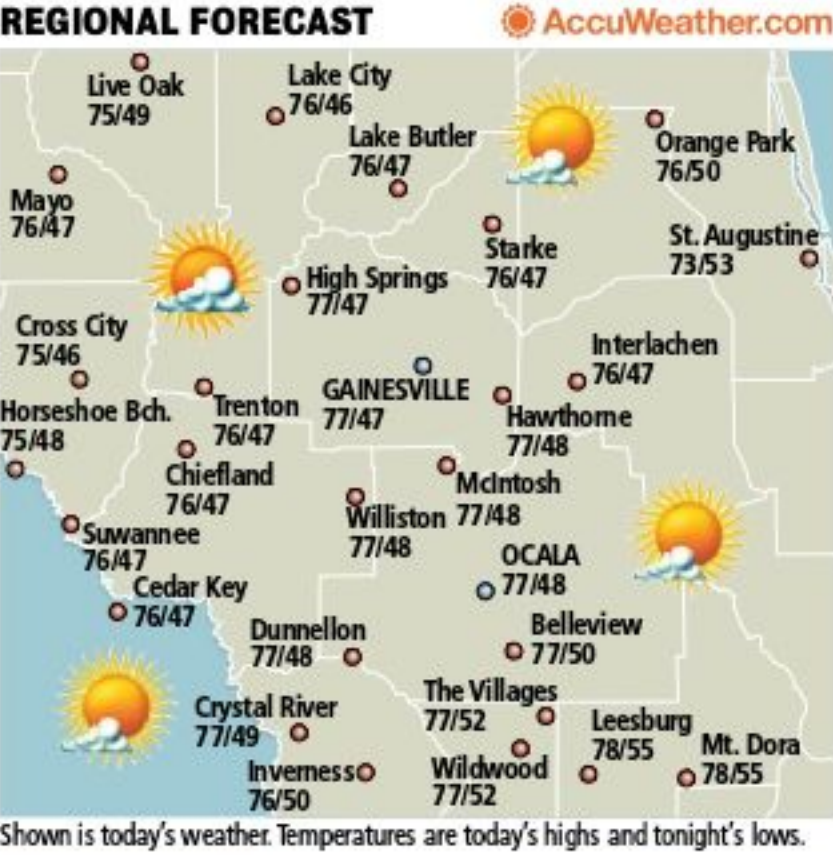 REGIONAL FORECAST
AccuWeather.com
Live Oak
75/49
Lake City
76/46
Lake Butler
76/47
Orange Park
76/50
Mayo
76/47
Starke
76/47
St. Augustine
73/53
High Springs
77/47
Cross City
75/46
Interlachen
76/47
GAINESVILLE
77/47
Trenton
76/47
Hawthorne
77/48
Horseshoe Bch.
75/48
Chiefland
76/47
McIntosh
77/48
Williston
77/48
Suwannee
76/47
OCALA
77/48
Cedar Key
76/47
Dunnellon
77/48
Belleview
77/50
The Villages
77/52
Crystal River
77/49
Leesburg
78/55
Mt. Dora
78/55
Inverness
76/50
Wildwood
77/52
Shown is today's weather. Temperatures are today's highs and tonight's lows.